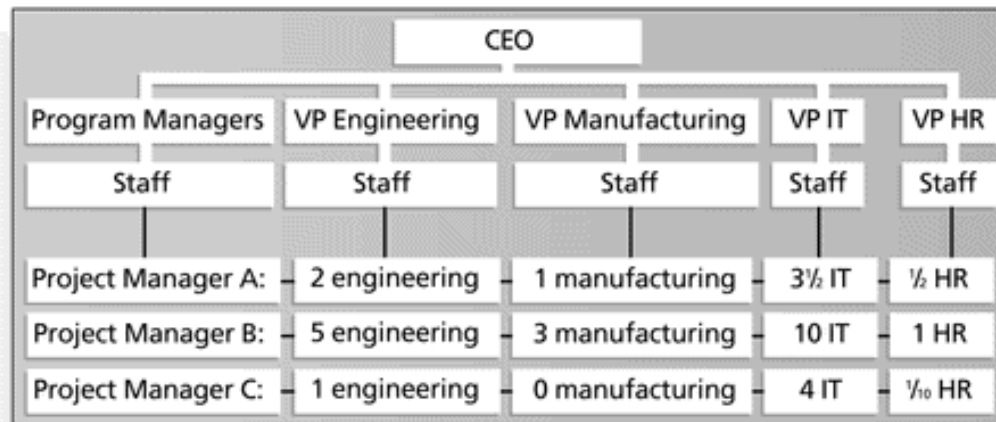 CEO
Program Managers VP Engineering VP Manufacturing VP IT VP HR
Staff Staff Staff Staff Staff
Project Manager A: 2 engineering 1 manufacturing 3½ IT ½ HR
Project Manager B: 5 engineering 3 manufacturing 10 IT 1 HR
Project Manager C: 1 engineering 0 manufacturing 4 IT 1/10 HR